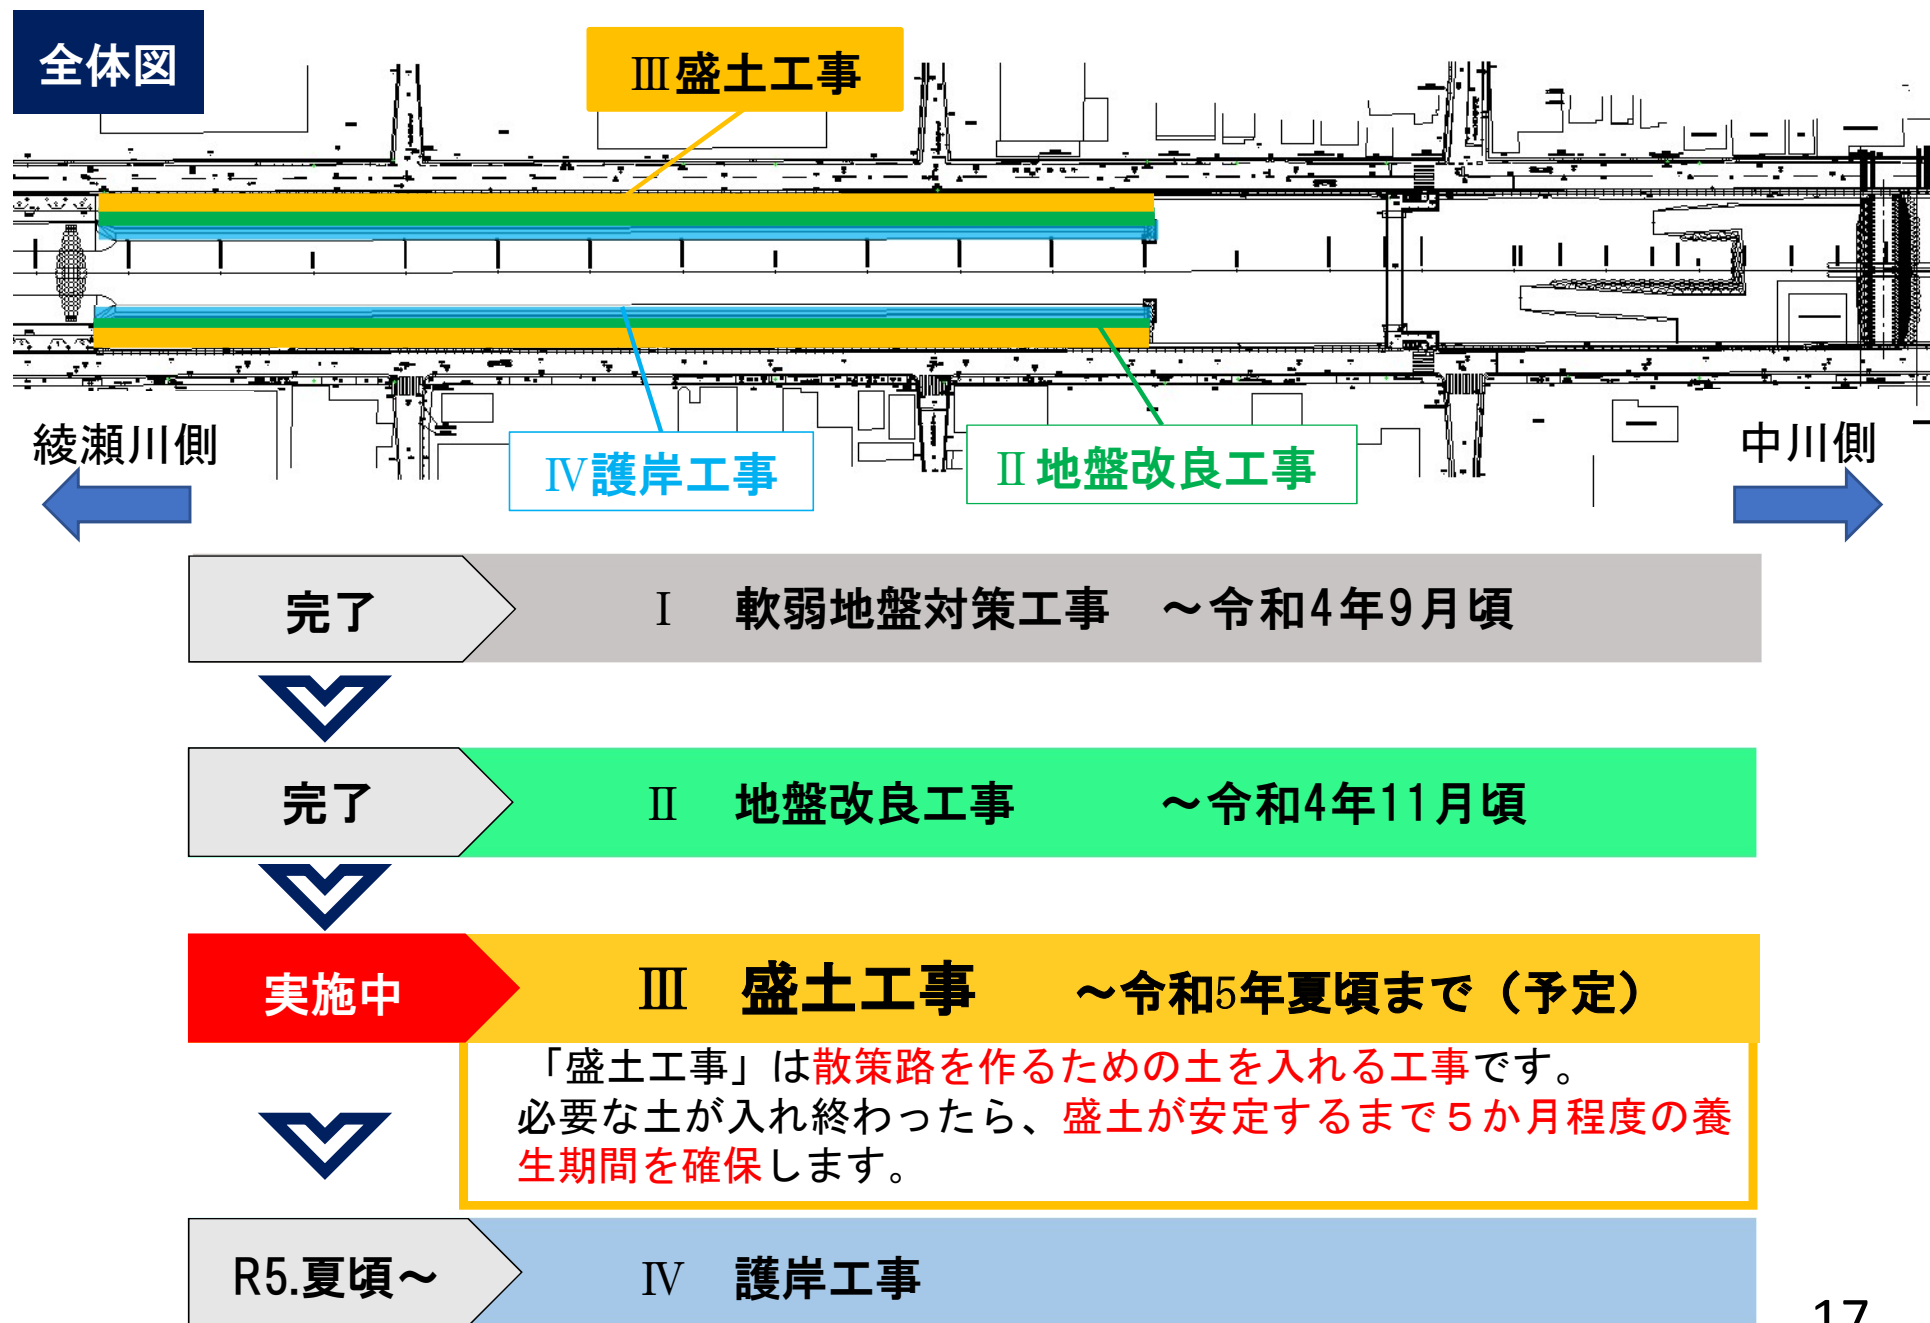 全体図
Ⅲ盛土工事
綾瀬川側
Ⅳ護岸工事
Ⅱ地盤改良工事
中川側
完了
Ⅰ 軟弱地盤対策工事 ~令和4年9月頃
完了
Ⅱ 地盤改良工事 ~令和4年11月頃
実施中
Ⅲ 盛土工事 ~令和5年夏頃まで(予定)
「盛土工事」は散策路を作るための土を入れる工事です。
必要な土が入れ終わったら、盛土が安定するまで5か月程度の養
生期間を確保します。
R5.夏頃~
Ⅳ 護岸工事
17